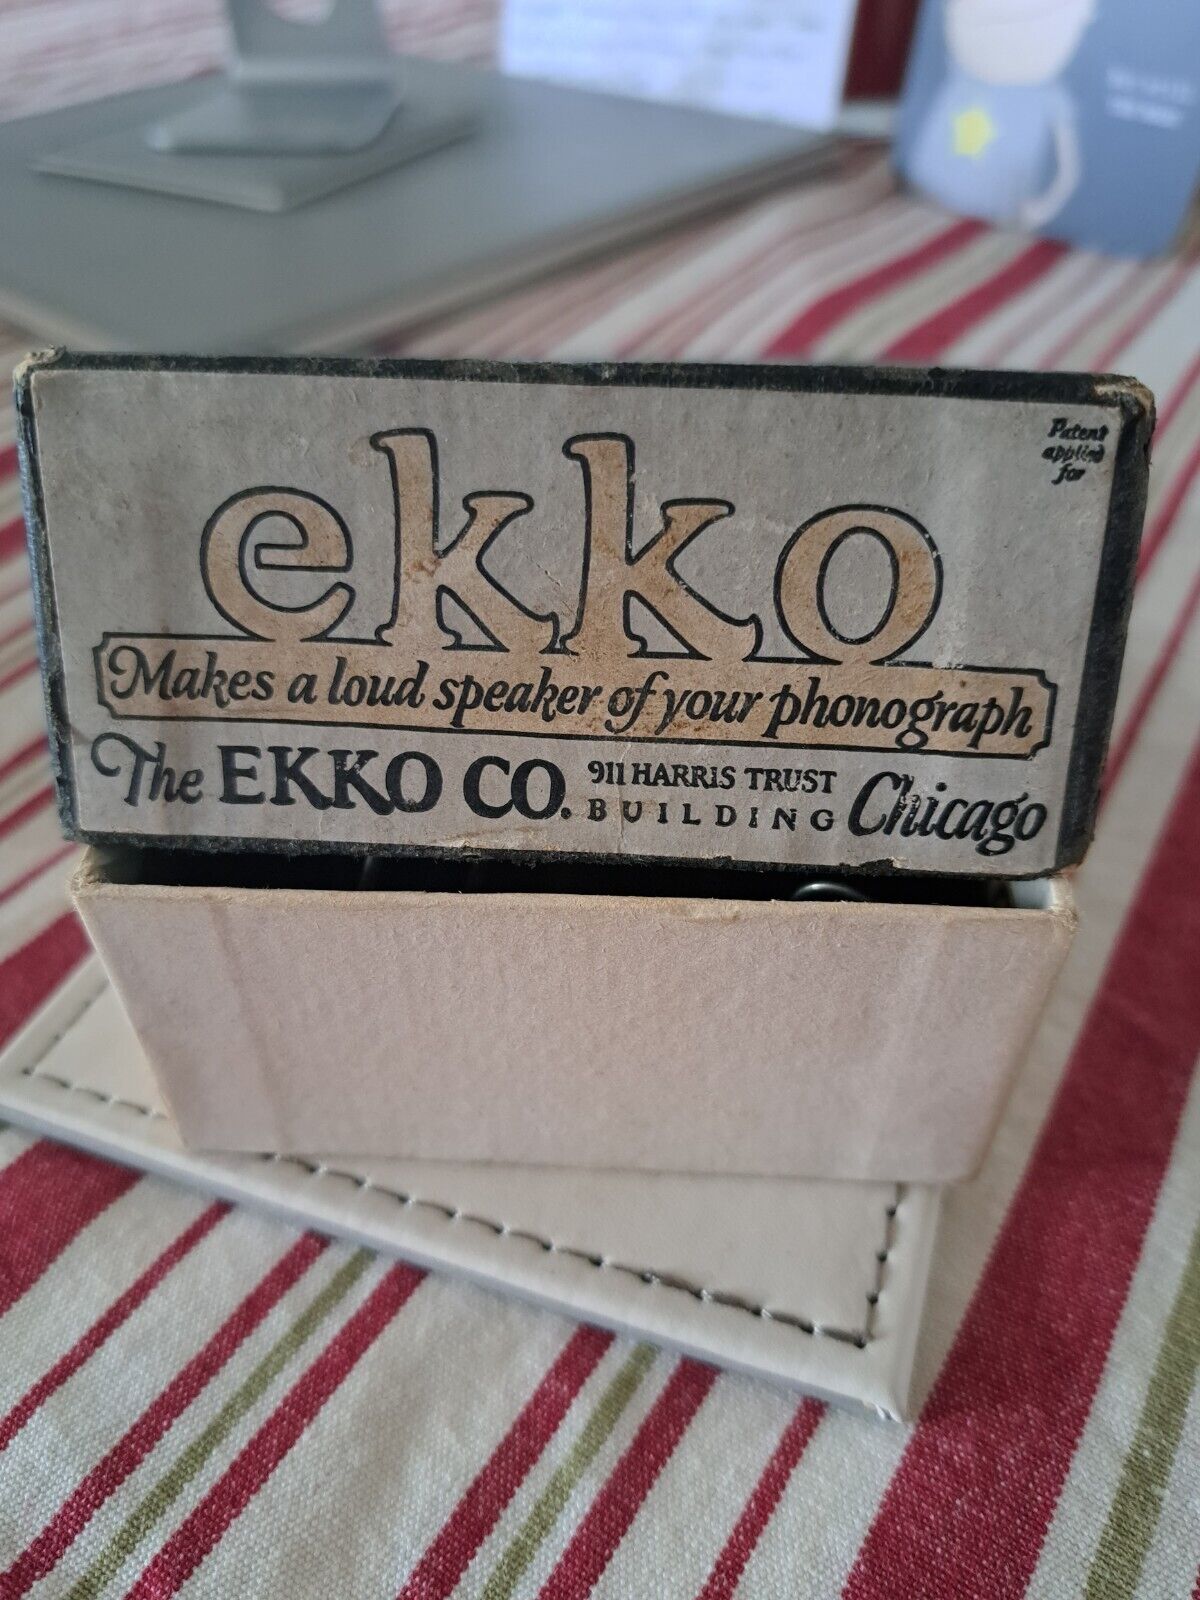 ekko
Patent
applied
for
Makes a loud speaker of your phonograph
The EKKO CO. 911 HARRIS TRUST
BUILDING Chicago